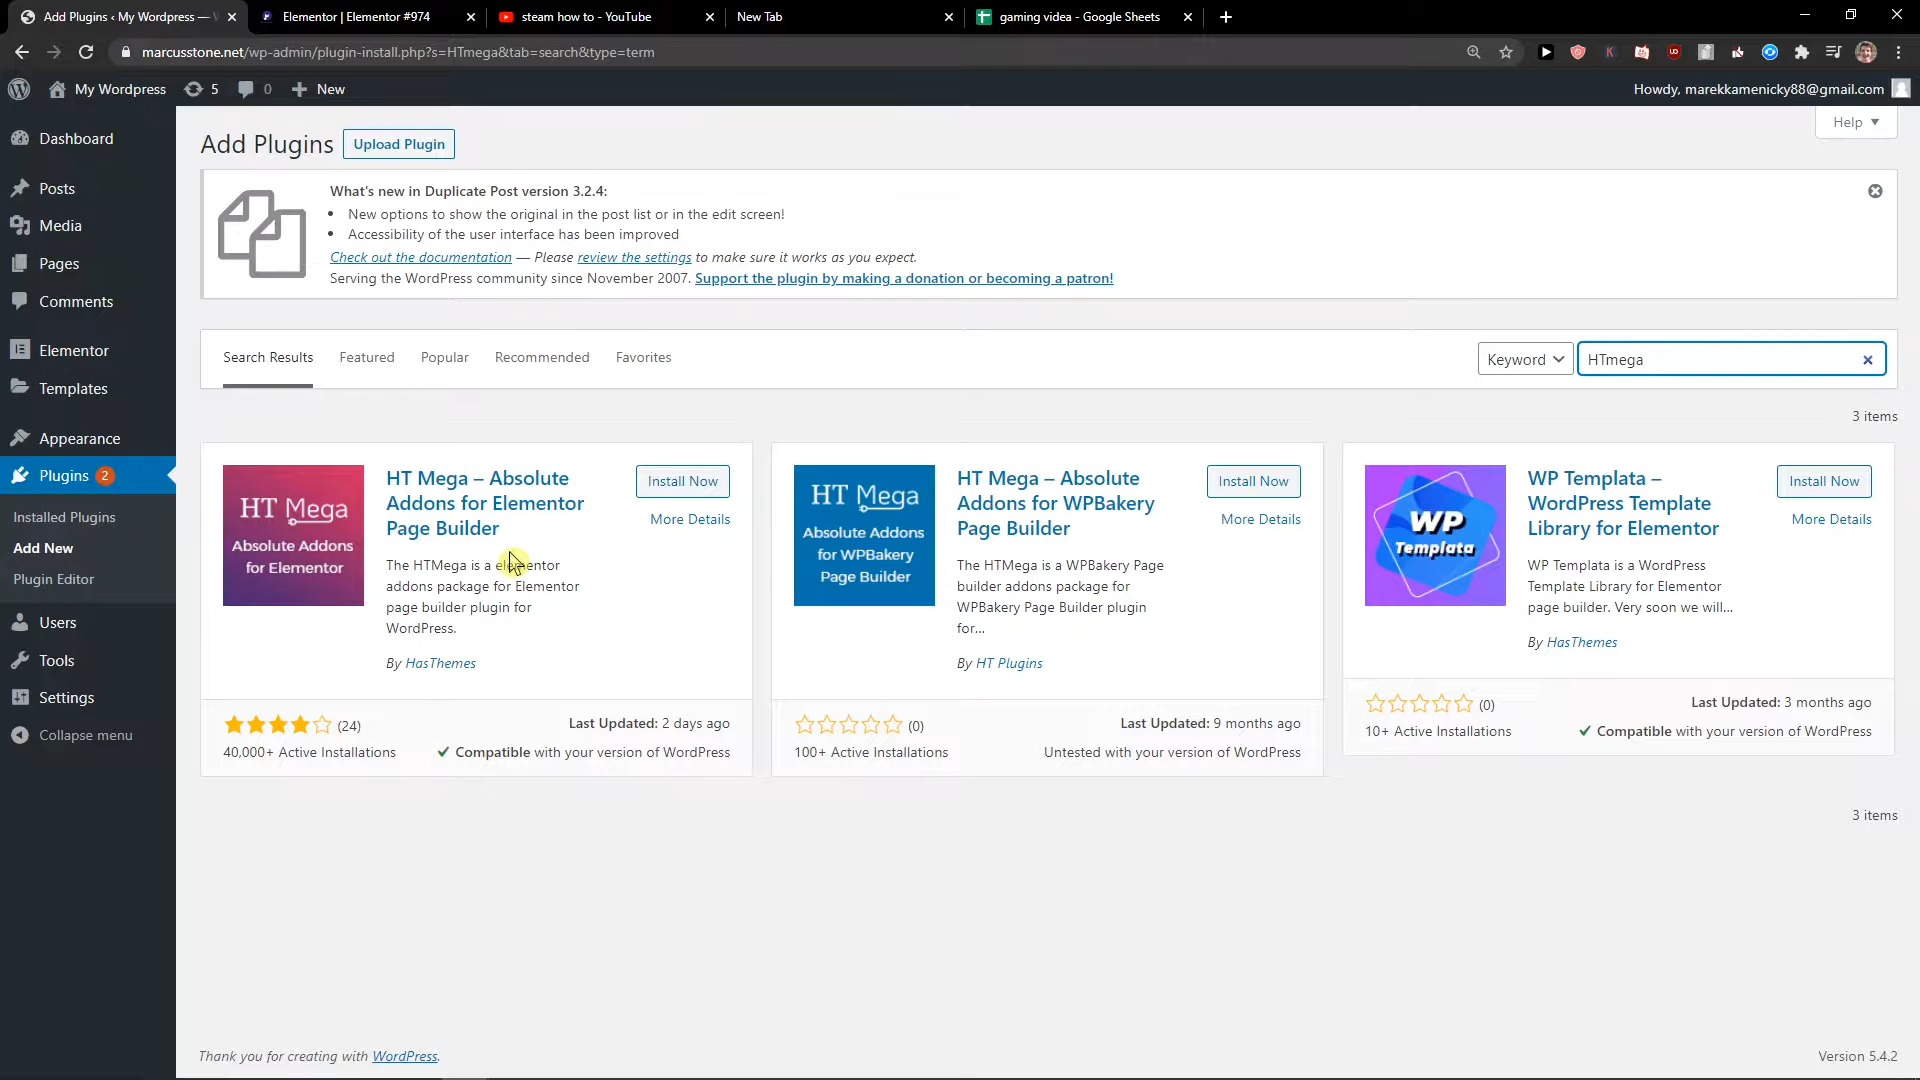 Add Plugins ‹ My Wordpress —
Elementor | Elementor #974
steam how to - YouTube
New Tab
gaming videa - Google Sheets
marcusstone.net/wp-admin/plugin-install.php?s=HTmega&tab=search&type=term
My Wordpress
5
0
New
Howdy, marekkamenicky88@gmail.com
Dashboard
Posts
Media
Pages
Comments
Elementor
Templates
Appearance
Plugins 2
Installed Plugins
Add New
Plugin Editor
Users
Tools
Settings
Collapse menu
Help
Add Plugins
Upload Plugin
What's new in Duplicate Post version 3.2.4:
New options to show the original in the post list or in the edit screen!
Accessibility of the user interface has been improved
Check out the documentation — Please review the settings to make sure it works as you expect.
Serving the WordPress community since November 2007. Support the plugin by making a donation or becoming a patron!
Search Results
Featured
Popular
Recommended
Favorites
Keyword
HTmega
3 items
HT Mega
Absolute Addons
for Elementor
HT Mega – Absolute
Addons for Elementor
Page Builder
Install Now
More Details
The HTMega is a elementor
addons package for Elementor
page builder plugin for
WordPress.
By HasThemes
(24)
Last Updated: 2 days ago
40,000+ Active Installations
Compatible with your version of WordPress
HT Mega
Absolute Addons
for WPBakery
Page Builder
HT Mega – Absolute
Addons for WPBakery
Page Builder
Install Now
More Details
The HTMega is a WPBakery Page
builder addons package for
WPBakery Page Builder plugin
for...
By HT Plugins
(0)
Last Updated: 9 months ago
100+ Active Installations
Untested with your version of WordPress
WP
Templata
WP Templata –
WordPress Template
Library for Elementor
Install Now
More Details
WP Templata is a WordPress
Template Library for Elementor
page builder. Very soon we will...
By HasThemes
(0)
Last Updated: 3 months ago
10+ Active Installations
Compatible with your version of WordPress
3 items
Thank you for creating with WordPress.
Version 5.4.2